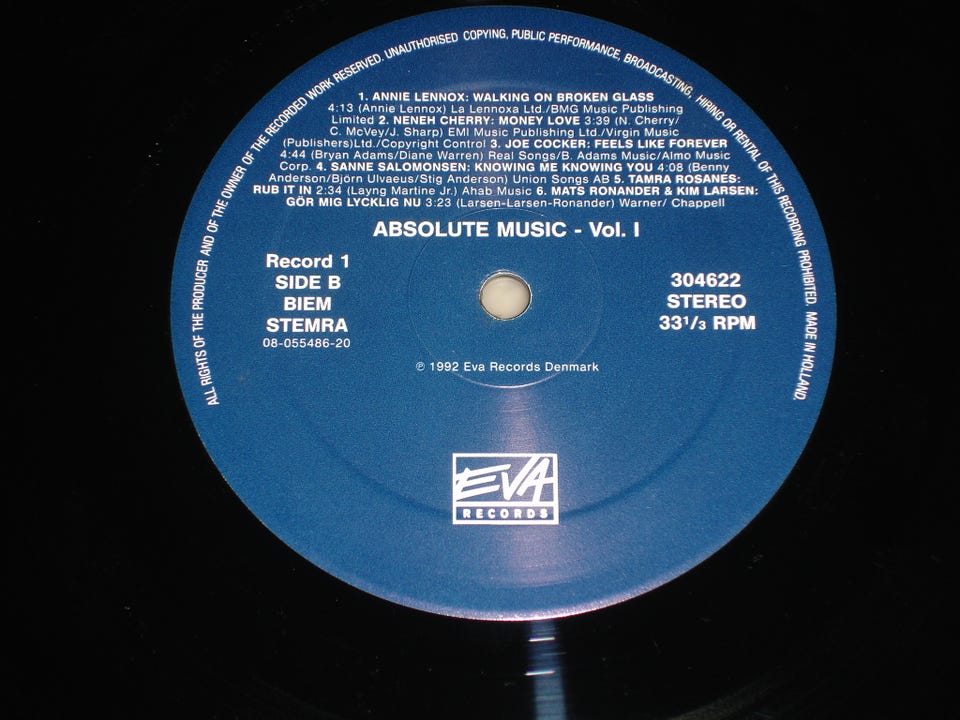 ALL RIGHTS OF THE PRODUCER AND OF THE OWNER OF THE RECORDED WORK RESERVED. UNAUTHORISED COPYING, PUBLIC PERFORMANCE, BROADCASTING, HIRING OR RENTAL OF THIS RECORDING PROHIBITED. MADE IN HOLLAND.
1. ANNIE LENNOX: WALKING ON BROKEN GLASS
4:13 (Annie Lennox) La Lennoxa Ltd./BMG Music Publishing
Limited 2. NENEH CHERRY: MONEY LOVE 3:39 (N. Cherry/
C. McVey/J. Sharp) EMI Music Publishing Ltd./Virgin Music
(Publishers)Ltd./Copyright Control 3. JOE COCKER: FEELS LIKE FOREVER
4:44 (Bryan Adams/Diane Warren) Real Songs/B. Adams Music/Almo Music
Corp. 4. SANNE SALOMONSEN: KNOWING ME KNOWING YOU 4:08 (Benny
Anderson/Björn Ulvaeus/Stig Anderson) Union Songs AB 5. TAMRA ROSANES:
RUB IT IN 2:34 (Layng Martine Jr.) Ahab Music 6. MATS RONANDER & KIM LARSEN:
GÖR MIG LYCKLIG NU 3:23 (Larsen-Larsen-Ronander) Warner/ Chappell
ABSOLUTE MUSIC - Vol. I
Record 1
SIDE B
BIEM
STEMRA
08-055486-20
304622
STEREO
33 1/3 RPM
℗ 1992 Eva Records Denmark
EVA
RECORDS